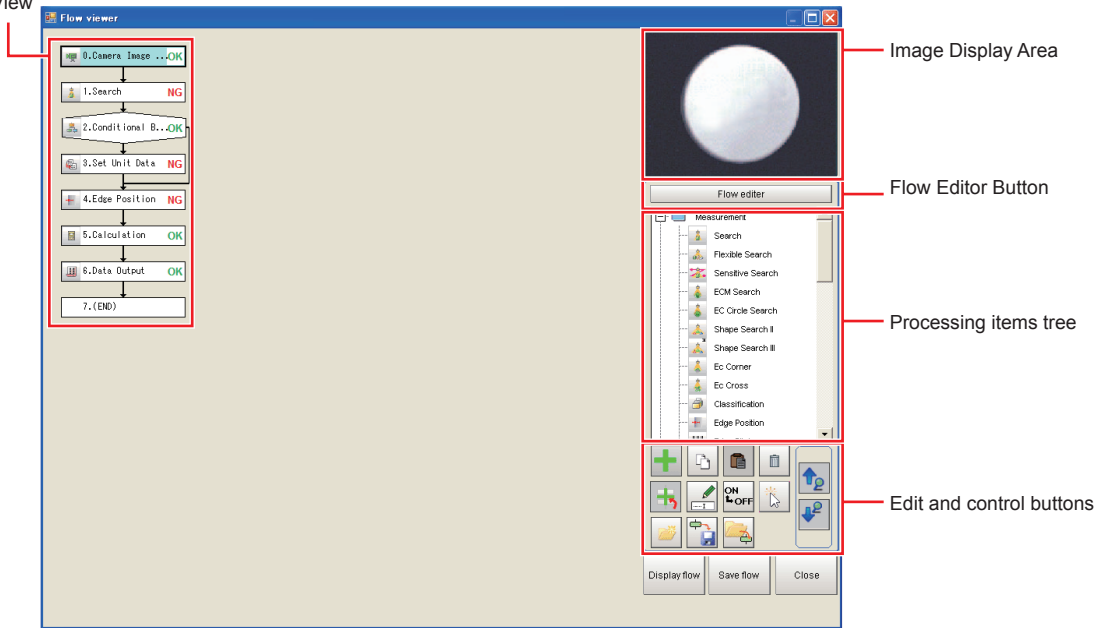 Flow viewer
0.Camera Image ...OK
1.Search NG
2.Conditional B...OK
3.Set Unit Data NG
4.Edge Position NG
5.Calculation OK
6.Data Output OK
7.(END)
Flow editer
Measurement
Search
Flexible Search
Sensitive Search
ECM Search
EC Circle Search
Shape Search II
Shape Search III
Ec Corner
Ec Cross
Classification
Edge Position
ON
OFF
Display flow
Save flow
Close
Image Display Area
Flow Editor Button
Processing items tree
Edit and control buttons